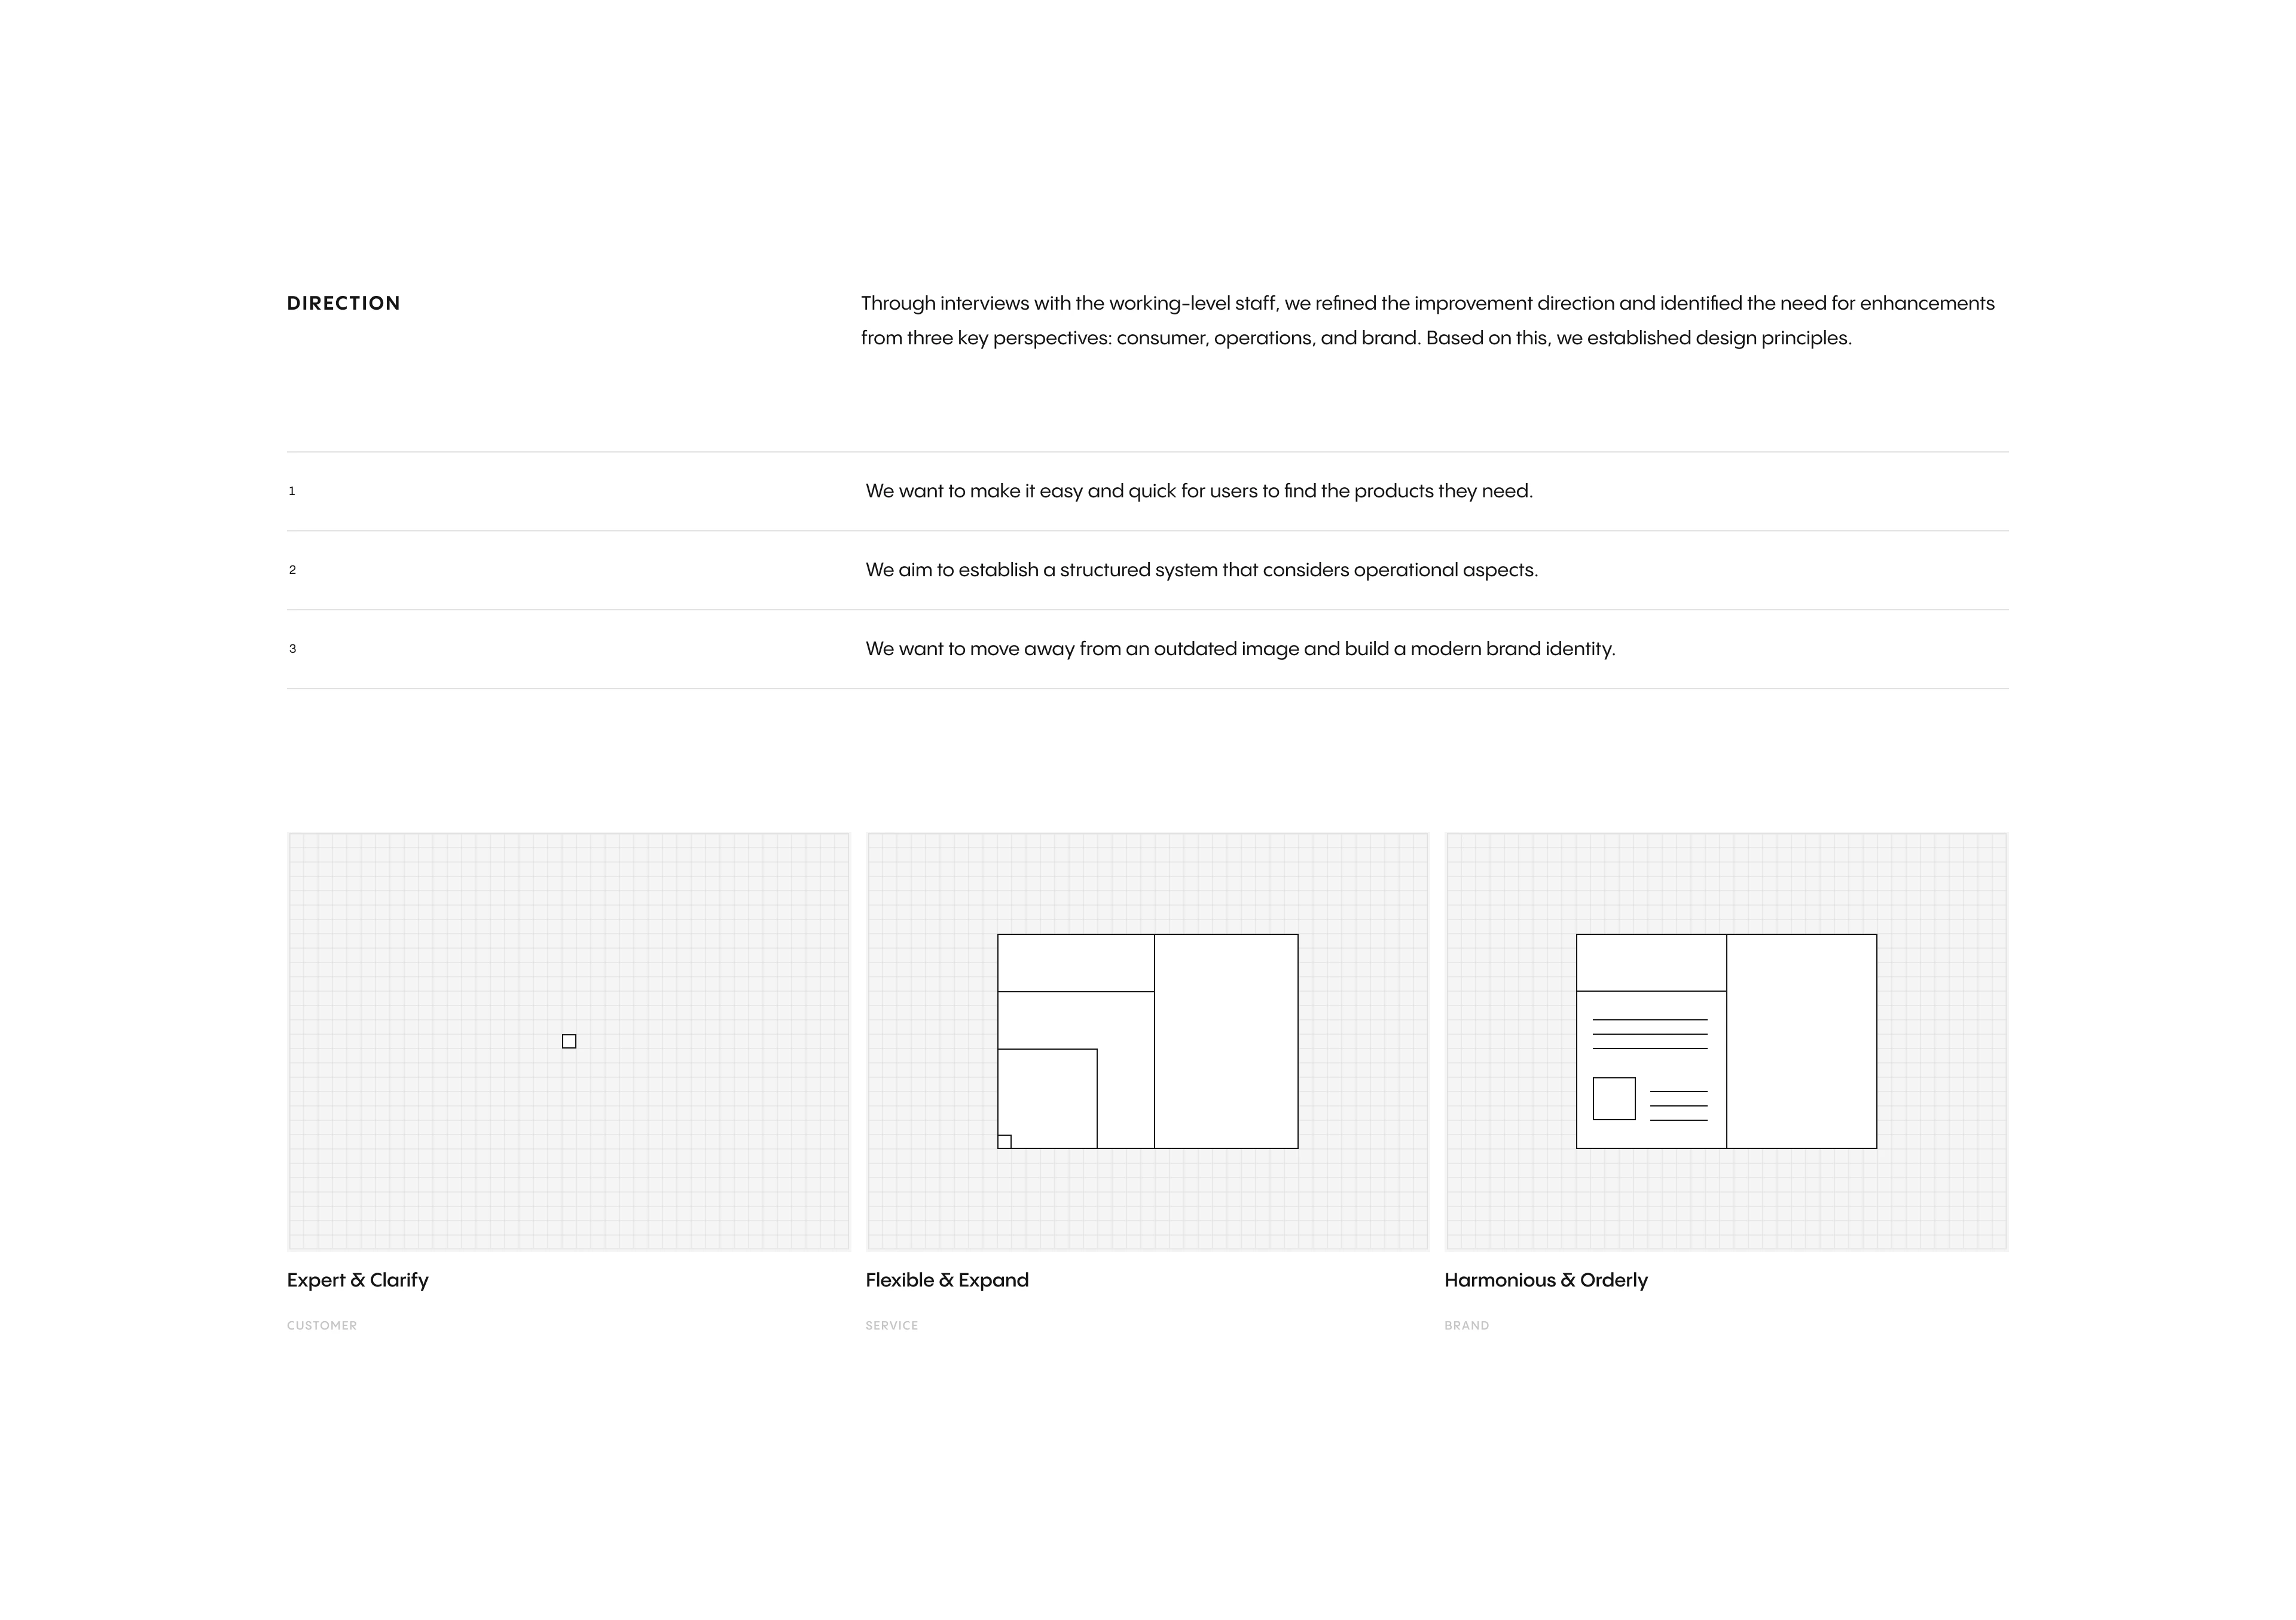 DIRECTION
Through interviews with the working-level staff, we refined the improvement direction and identified the need for enhancements
from three key perspectives: consumer, operations, and brand. Based on this, we established design principles.
1
We want to make it easy and quick for users to find the products they need.
2
We aim to establish a structured system that considers operational aspects.
3
We want to move away from an outdated image and build a modern brand identity.
Expert & Clarify
CUSTOMER
Flexible & Expand
SERVICE
Harmonious & Orderly
BRAND